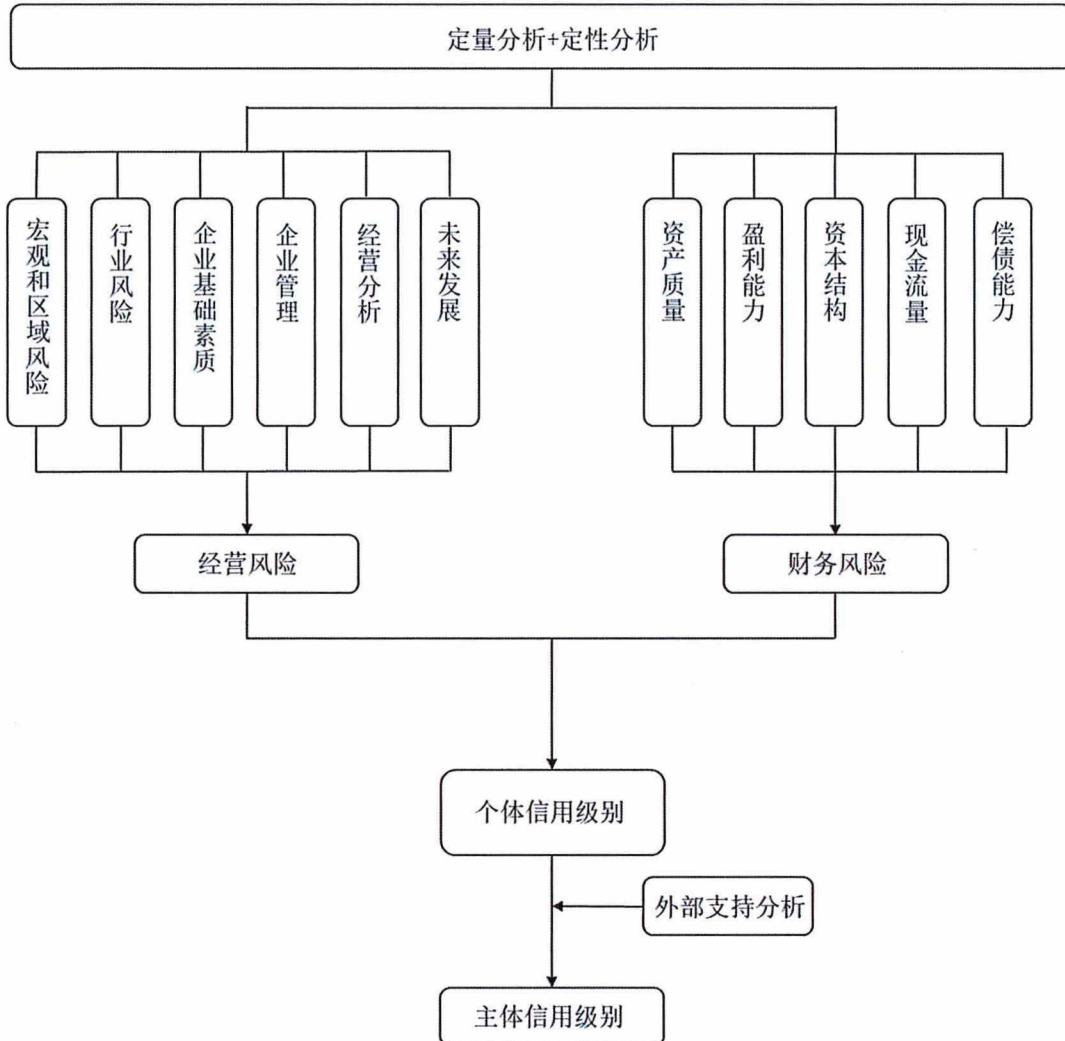 定量分析+定性分析
宏观和区域风险
行业风险
企业基础素质
企业管理
经营分析
未来发展
资产质量
盈利能力
资本结构
现金流量
偿债能力
经营风险
财务风险
个体信用级别
外部支持分析
主体信用级别